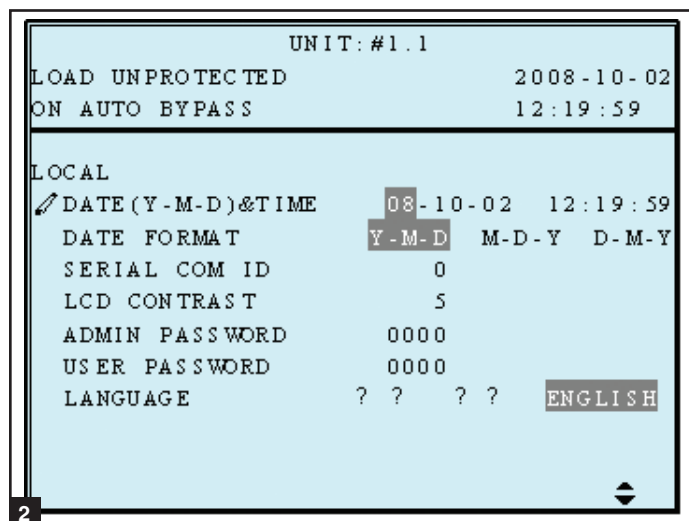 UNIT:#1.1
LOAD UNPROTECTED 2008-10-02
ON AUTO BYPASS 12:19:59
LOCAL
DATE(Y-M-D)&TIME 08-10-02 12:19:59
DATE FORMAT Y-M-D M-D-Y D-M-Y
SERIAL COM ID 0
LCD CONTRAST 5
ADMIN PASSWORD 0000
USER PASSWORD 0000
LANGUAGE ? ? ? ? ENGLISH
2